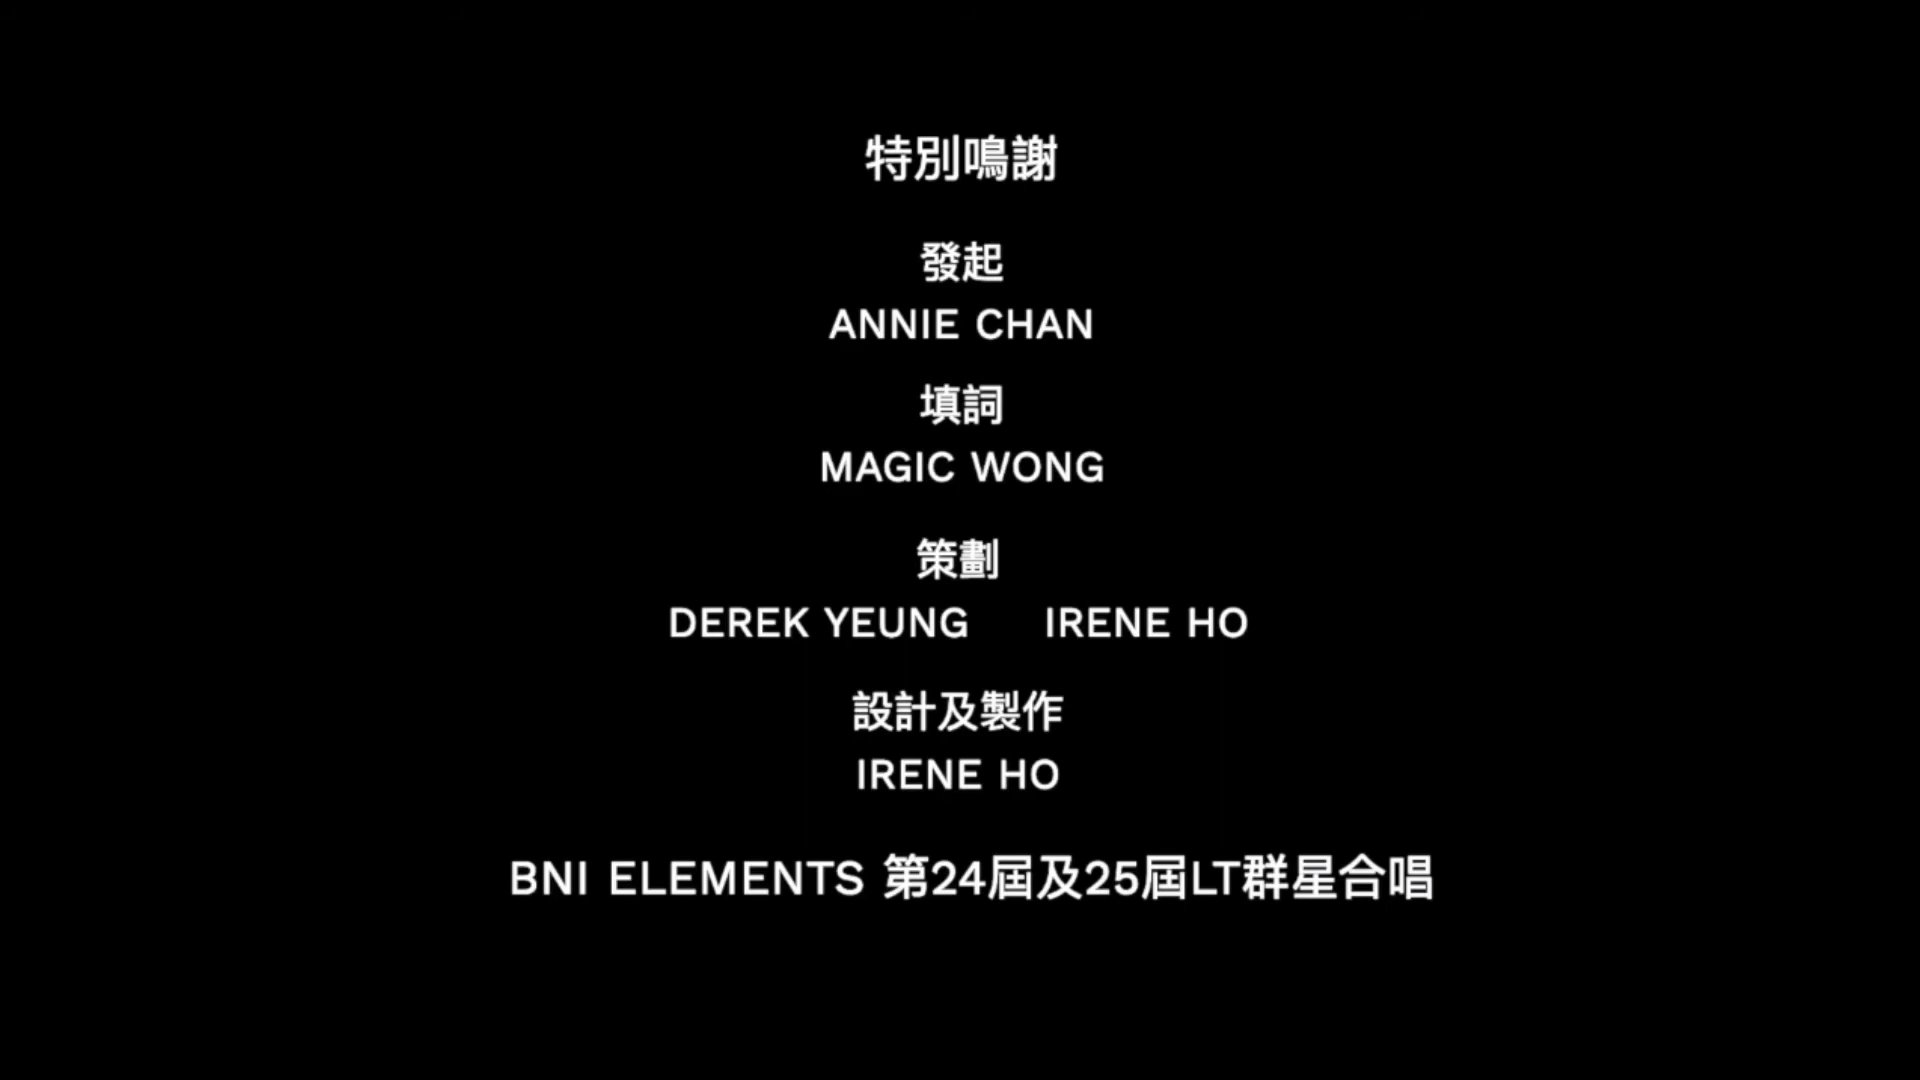 特別鳴謝
發起
ANNIE CHAN
填詞
MAGIC WONG
策劃
DEREK YEUNG IRENE HO
設計及製作
IRENE HO
BNI ELEMENTS 第24屆及25屆LT群星合唱